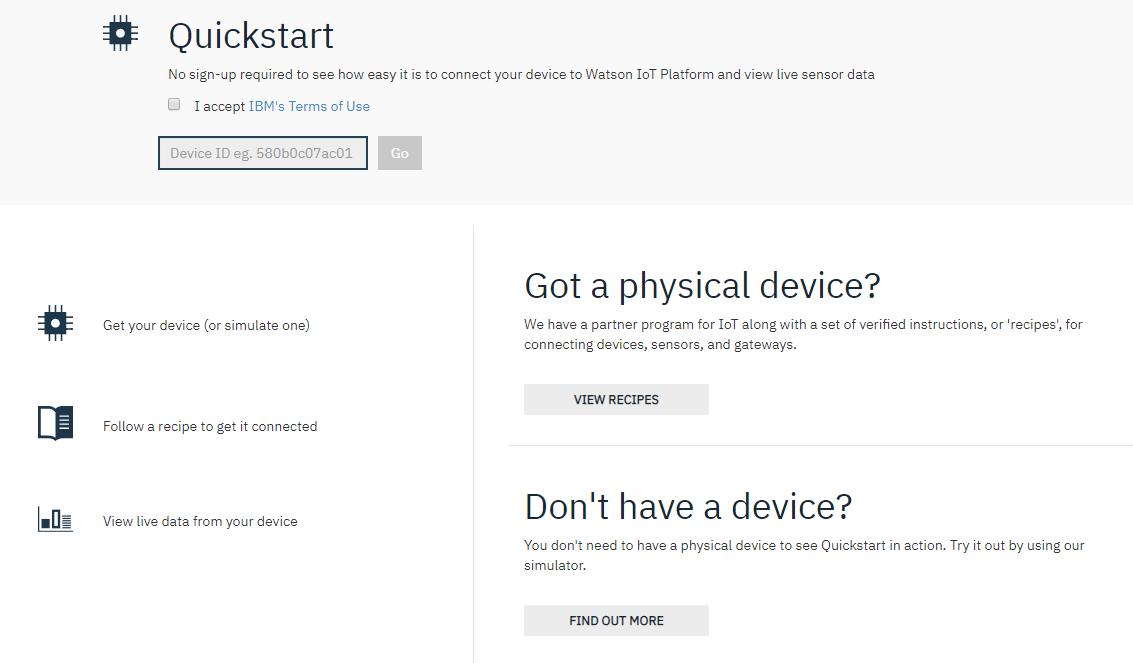 Quickstart
No sign-up required to see how easy it is to connect your device to Watson IoT Platform and view live sensor data
I accept IBM's Terms of Use
Device ID eg. 580b0c07ac01
Go
Get your device (or simulate one)
Follow a recipe to get it connected
View live data from your device
Got a physical device?
We have a partner program for IoT along with a set of verified instructions, or 'recipes', for
connecting devices, sensors, and gateways.
VIEW RECIPES
Don't have a device?
You don't need to have a physical device to see Quickstart in action. Try it out by using our
simulator.
FIND OUT MORE